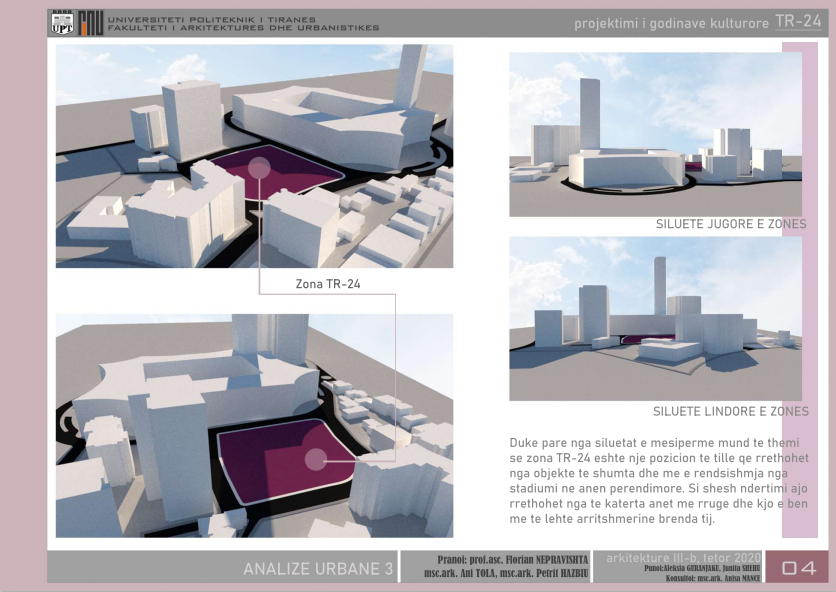 UPT
UNIVERSITETI POLITEKNIK I TIRANES
FAKULTETI I ARKITEKTURES DHE URBANISTIKES
projektimi i godinave kulturore TR-24
Zona TR-24
SILUETE JUGORE E ZONES
SILUETE LINDORE E ZONES
Duke pare nga siluetat e mesiperme mund te themi
se zona TR-24 eshte nje pozicion te tille qe rrethohet
nga objekte te shumta dhe me e rendsishmja nga
stadiumi ne anen perendimore. Si shesh ndertimi ajo
rrethohet nga te katerta anet me rruge dhe kjo e ben
me te lehte arritshmerine brenda tij.
ANALIZE URBANE 3
Pranoi: prof.asc. Florian NEPRAVISHTA
msc.ark. Ani TOLA, msc.ark. Petrit HAZBIU
arkitekture III-b, tetor 2020
Punoi:Aleksia GURANJAKU, Junita SHEHU
Konsultoi: msc.ark. Anisa MANCE
04